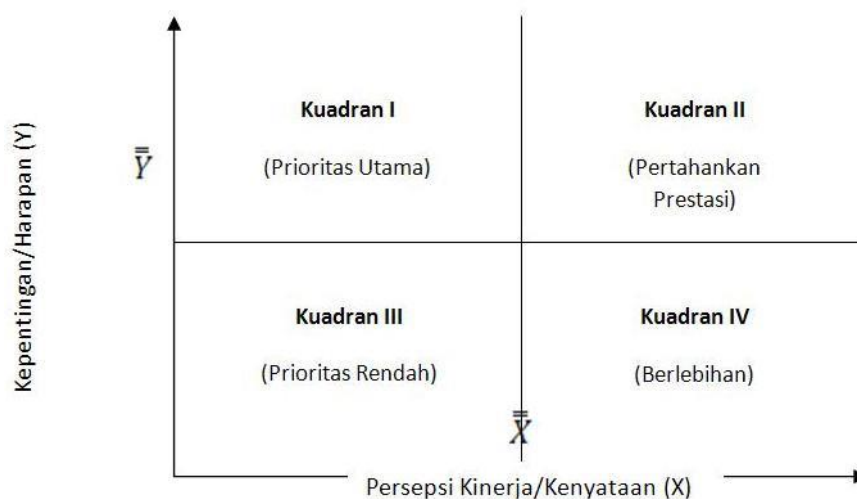 Kepentingan/Harapan (Y)
Kuadran I
(Prioritas Utama)
Kuadran II
(Pertahankan
Prestasi)
Y̿
Kuadran III
(Prioritas Rendah)
Kuadran IV
(Berlebihan)
X̿
Persepsi Kinerja/Kenyataan (X)